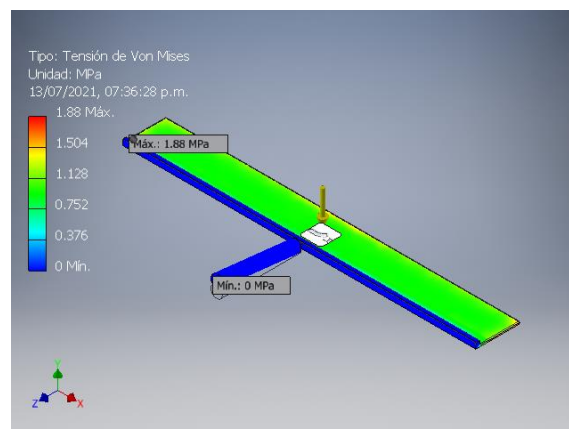 Tipo: Tensión de Von Mises
Unidad: MPa
13/07/2021, 07:36:28 p.m.
1.88 Máx.
1.504
1.128
0.752
0.376
0 Mín.
Máx.: 1.88 MPa
Mín.: 0 MPa
Y
Z
X